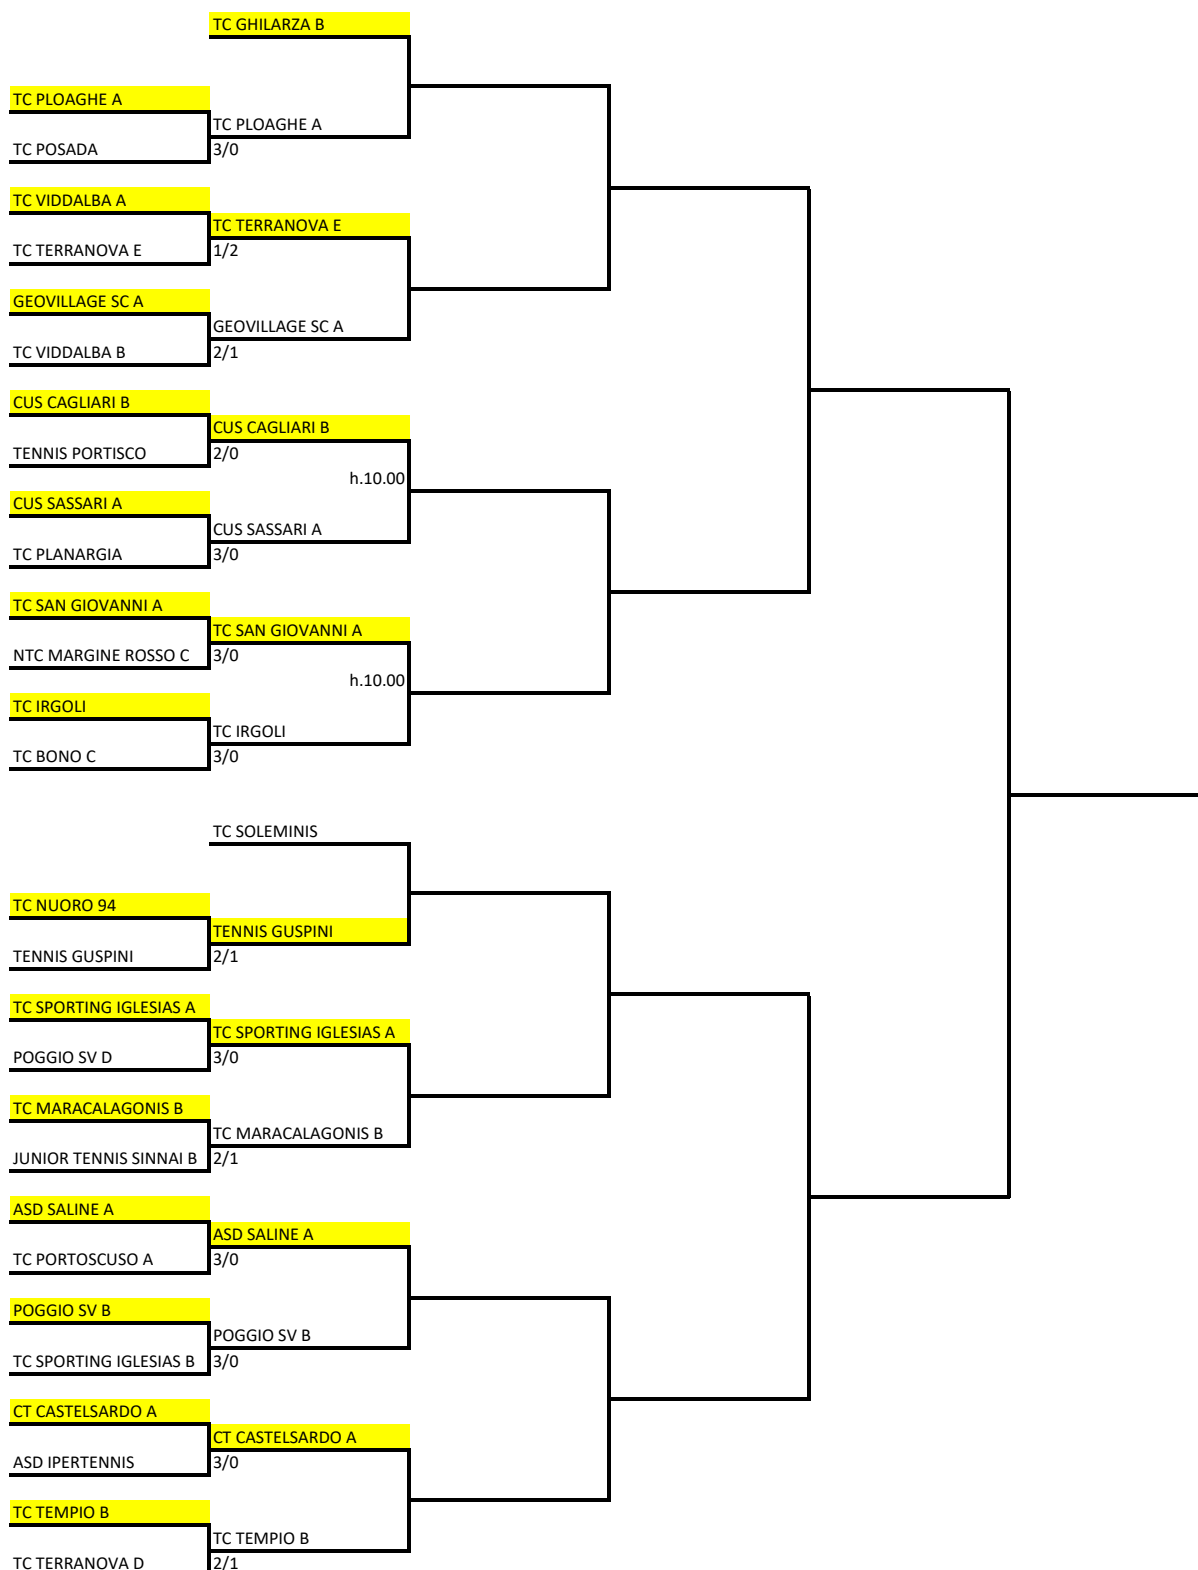 TC GHILARZA B
TC PLOAGHE A
TC PLOAGHE A
TC POSADA
3/0
TC VIDDALBA A
TC TERRANOVA E
TC TERRANOVA E
1/2
GEOVILLAGE SC A
GEOVILLAGE SC A
TC VIDDALBA B
2/1
CUS CAGLIARI B
CUS CAGLIARI B
TENNIS PORTISCO
2/0
h.10.00
CUS SASSARI A
CUS SASSARI A
TC PLANARGIA
3/0
TC SAN GIOVANNI A
TC SAN GIOVANNI A
NTC MARGINE ROSSO C
3/0
h.10.00
TC IRGOLI
TC IRGOLI
TC BONO C
3/0
TC SOLEMINIS
TC NUORO 94
TENNIS GUSPINI
TENNIS GUSPINI
2/1
TC SPORTING IGLESIAS A
TC SPORTING IGLESIAS A
POGGIO SV D
3/0
TC MARACALAGONIS B
TC MARACALAGONIS B
JUNIOR TENNIS SINNAI B
2/1
ASD SALINE A
ASD SALINE A
TC PORTOSCUSO A
3/0
POGGIO SV B
POGGIO SV B
TC SPORTING IGLESIAS B
3/0
CT CASTELSARDO A
CT CASTELSARDO A
ASD IPERTENNIS
3/0
TC TEMPIO B
TC TEMPIO B
TC TERRANOVA D
2/1